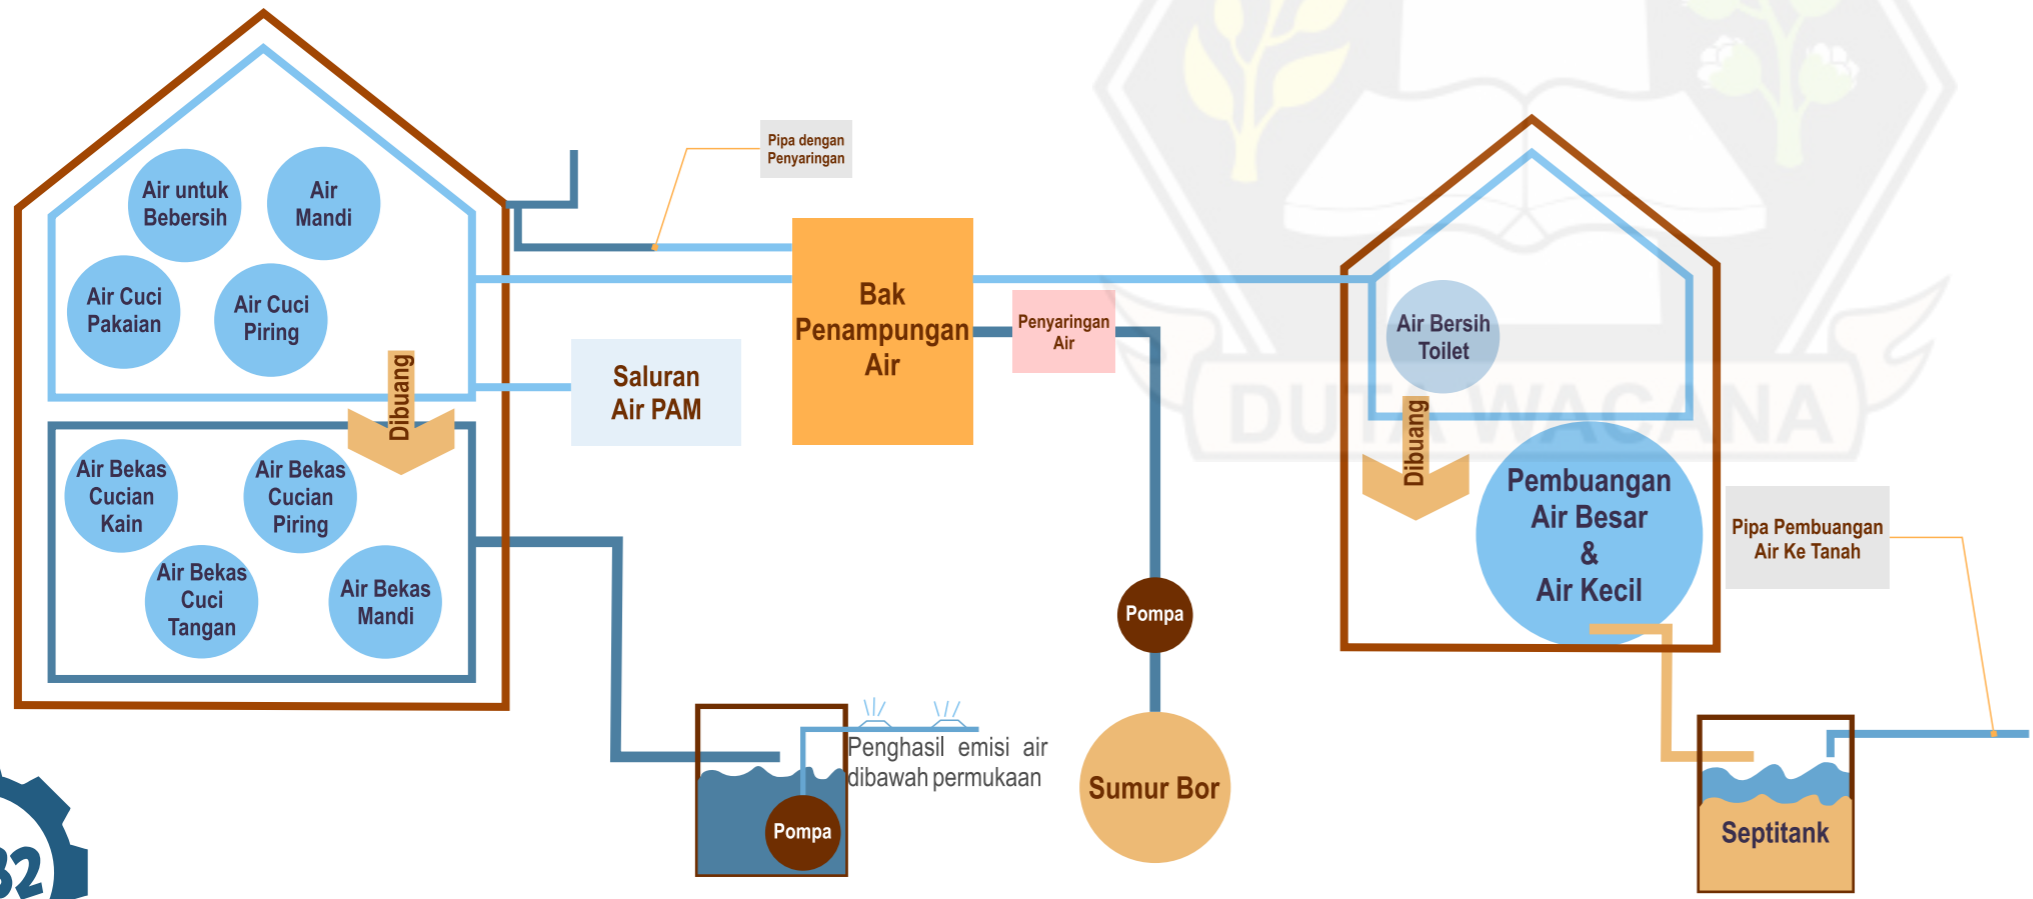 Pipa dengan
Penyaringan
Air untuk
Bebersih
Air
Mandi
Air Cuci
Pakaian
Air Cuci
Piring
Dibuang
Saluran
Air PAM
Bak
Penampungan
Air
Penyaringan
Air
Air Bersih
Toilet
DUTA WACANA
Dibuang
Air Bekas
Cucian
Kain
Air Bekas
Cucian
Piring
Air Bekas
Cuci
Tangan
Air Bekas
Mandi
Pembuangan
Air Besar
&
Air Kecil
Pipa Pembuangan
Air Ke Tanah
Pompa
Penghasil emisi air
dibawah permukaan
Pompa
Sumur Bor
Septitank